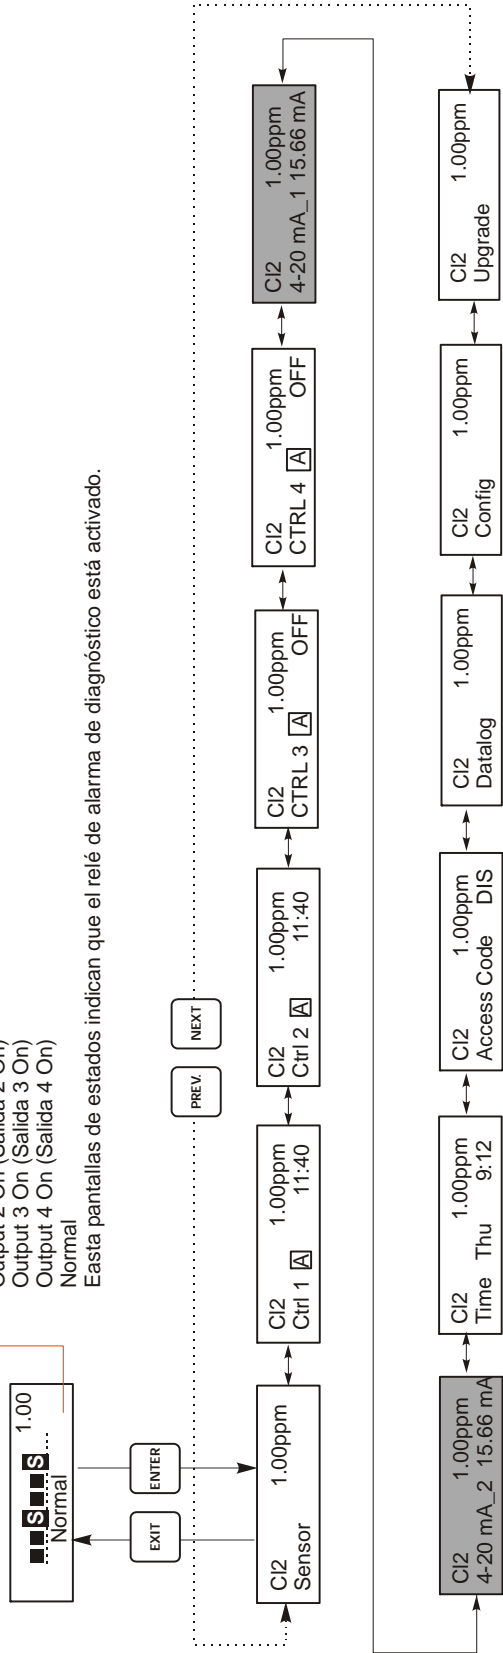 Output 2 On (Salida 2 On)
Output 3 On (Salida 3 On)
Output 4 On (Salida 4 On)
Normal
Easta pantallas de estados indican que el relé de alarma de diagnóstico está activado.
1.00
S S
Normal
EXIT
ENTER
PREV.
NEXT
Cl2 1.00ppm
Sensor
Cl2 1.00ppm
Ctrl 1 A 11:40
Cl2 1.00ppm
Ctrl 2 A 11:40
Cl2 1.00ppm
CTRL 3 A OFF
Cl2 1.00ppm
CTRL 4 A OFF
Cl2 1.00ppm
4-20 mA_1 15.66 mA
Cl2 1.00ppm
4-20 mA_2 15.66 mA
Cl2 1.00ppm
Time Thu 9:12
Cl2 1.00ppm
Access Code DIS
Cl2 1.00ppm
Datalog
Cl2 1.00ppm
Config
Cl2 1.00ppm
Upgrade